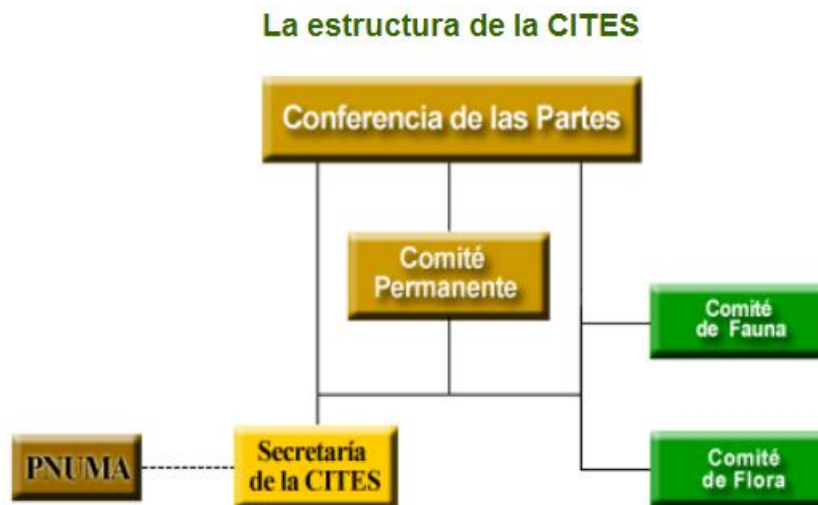 La estructura de la CITES
Conferencia de las Partes
Comité
Permanente
Comité
de Fauna
PNUMA
Secretaría
de la CITES
Comité
de Flora